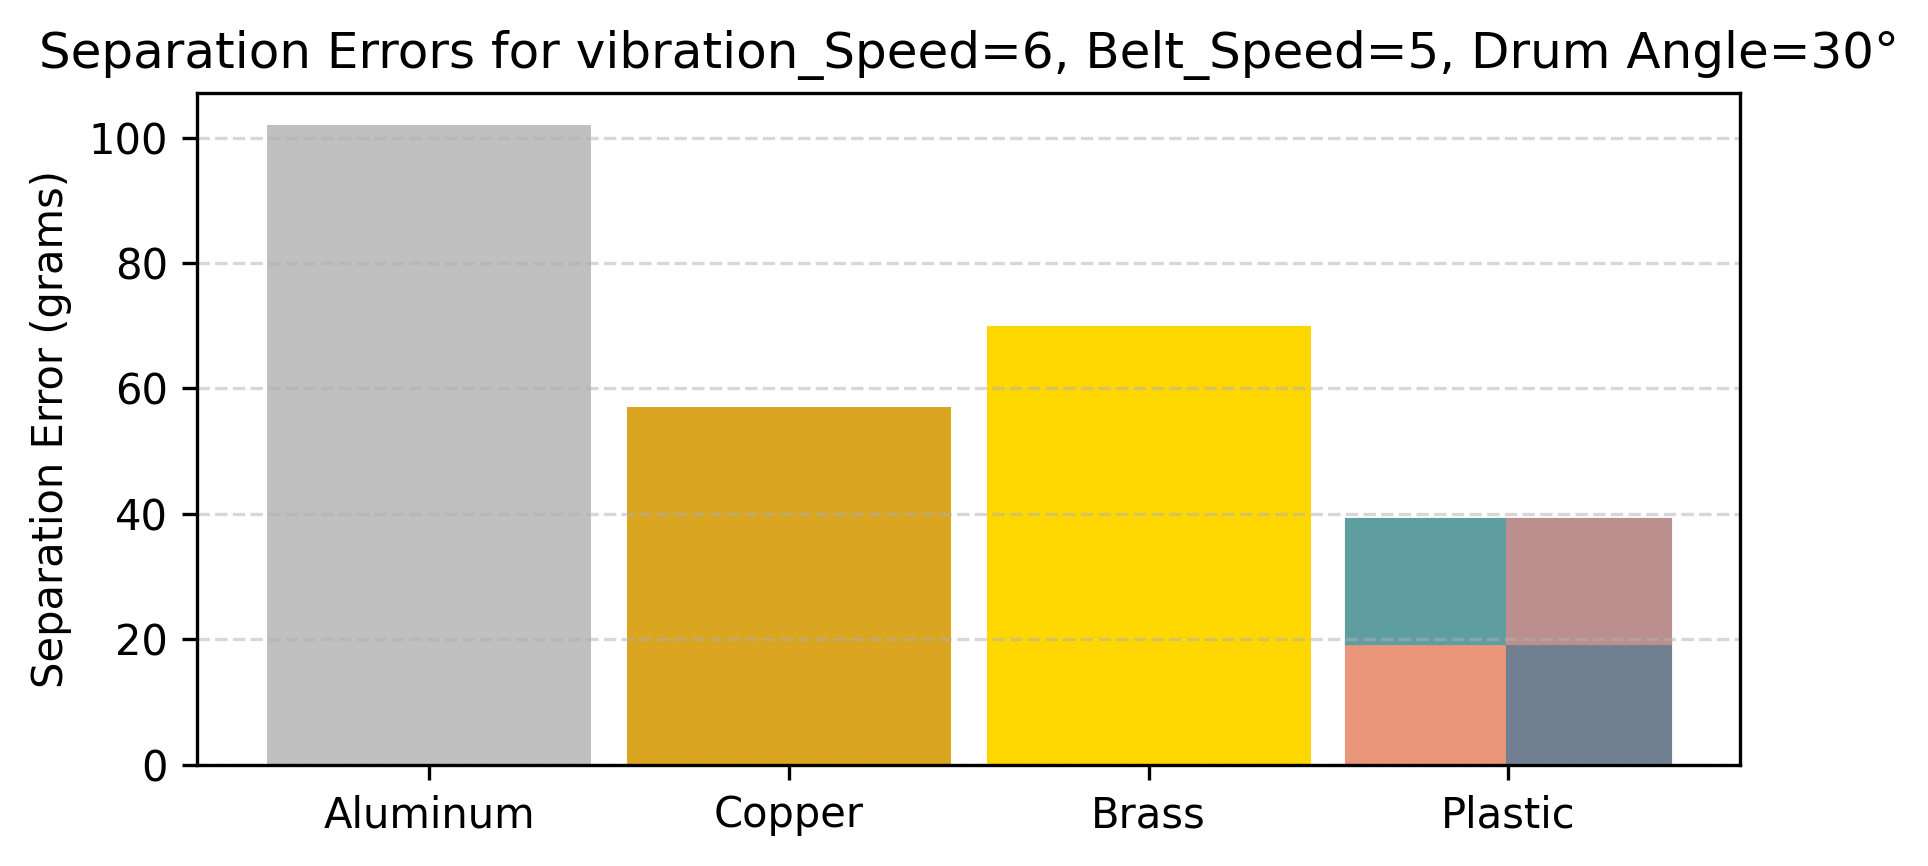 Separation Errors for vibration_Speed=6, Belt_Speed=5, Drum Angle=30°
Separation Error (grams)
100
80
60
40
20
0
Aluminum
Copper
Brass
Plastic